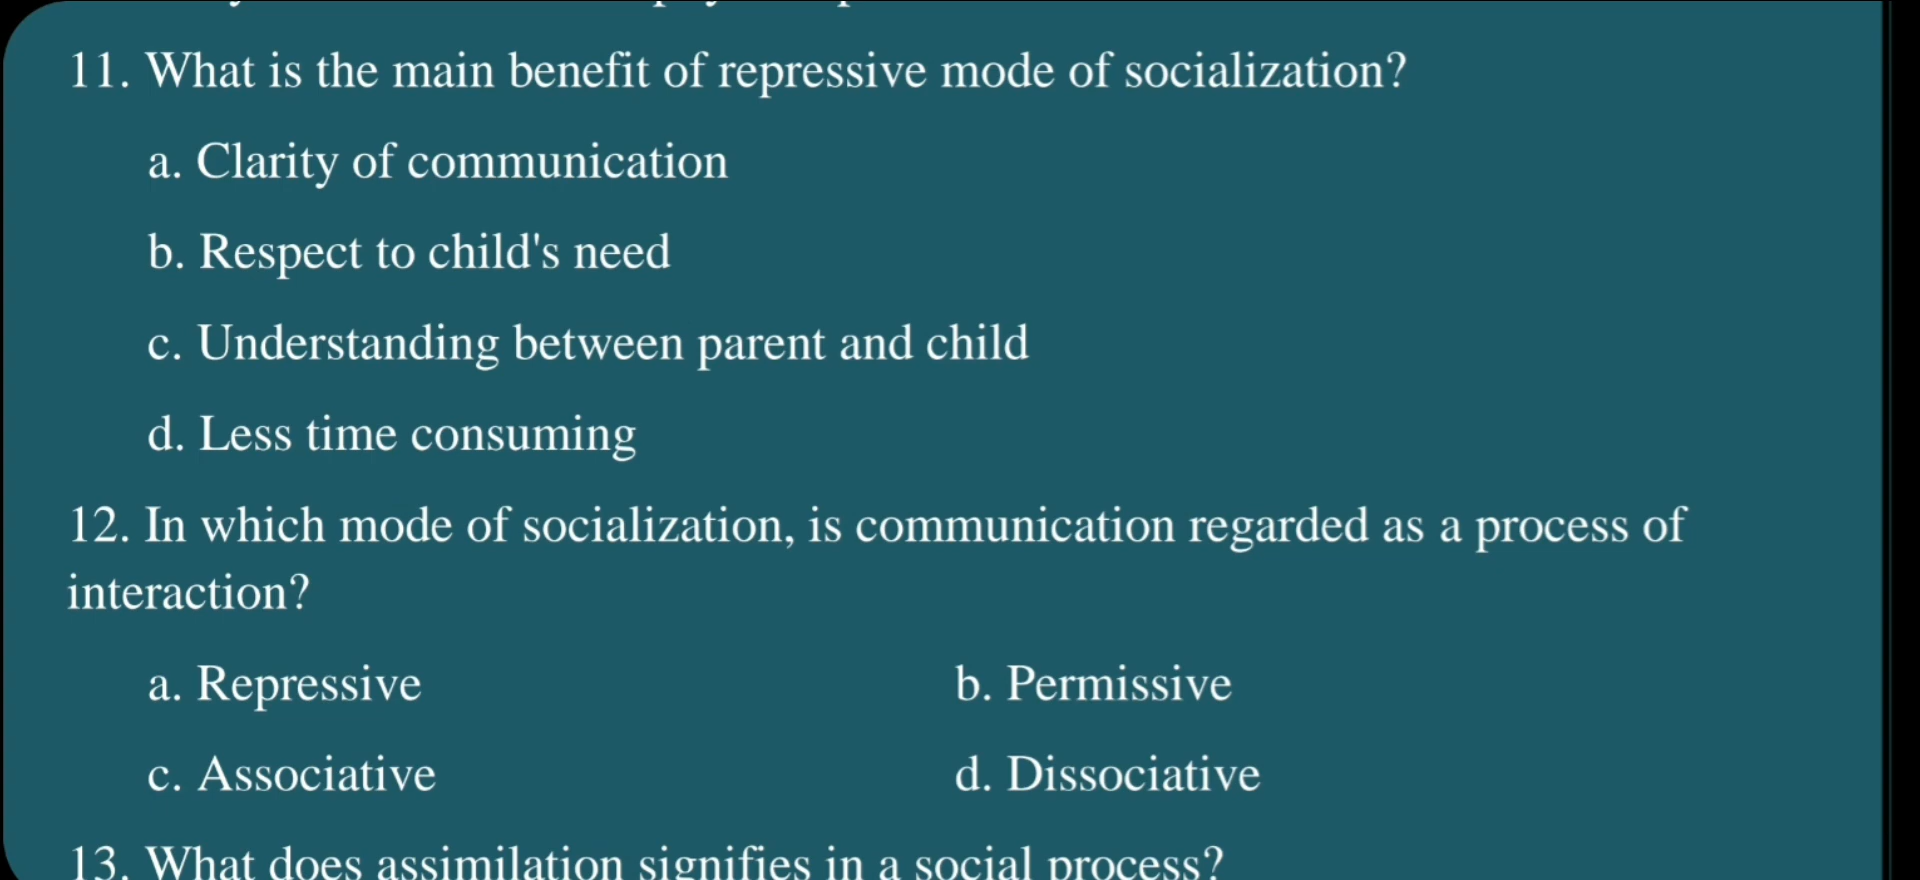 11. What is the main benefit of repressive mode of socialization?
a. Clarity of communication
b. Respect to child's need
c. Understanding between parent and child
d. Less time consuming
12. In which mode of socialization, is communication regarded as a process of
interaction?
a. Repressive b. Permissive
c. Associative d. Dissociative
13. What does assimilation signifies in a social process?